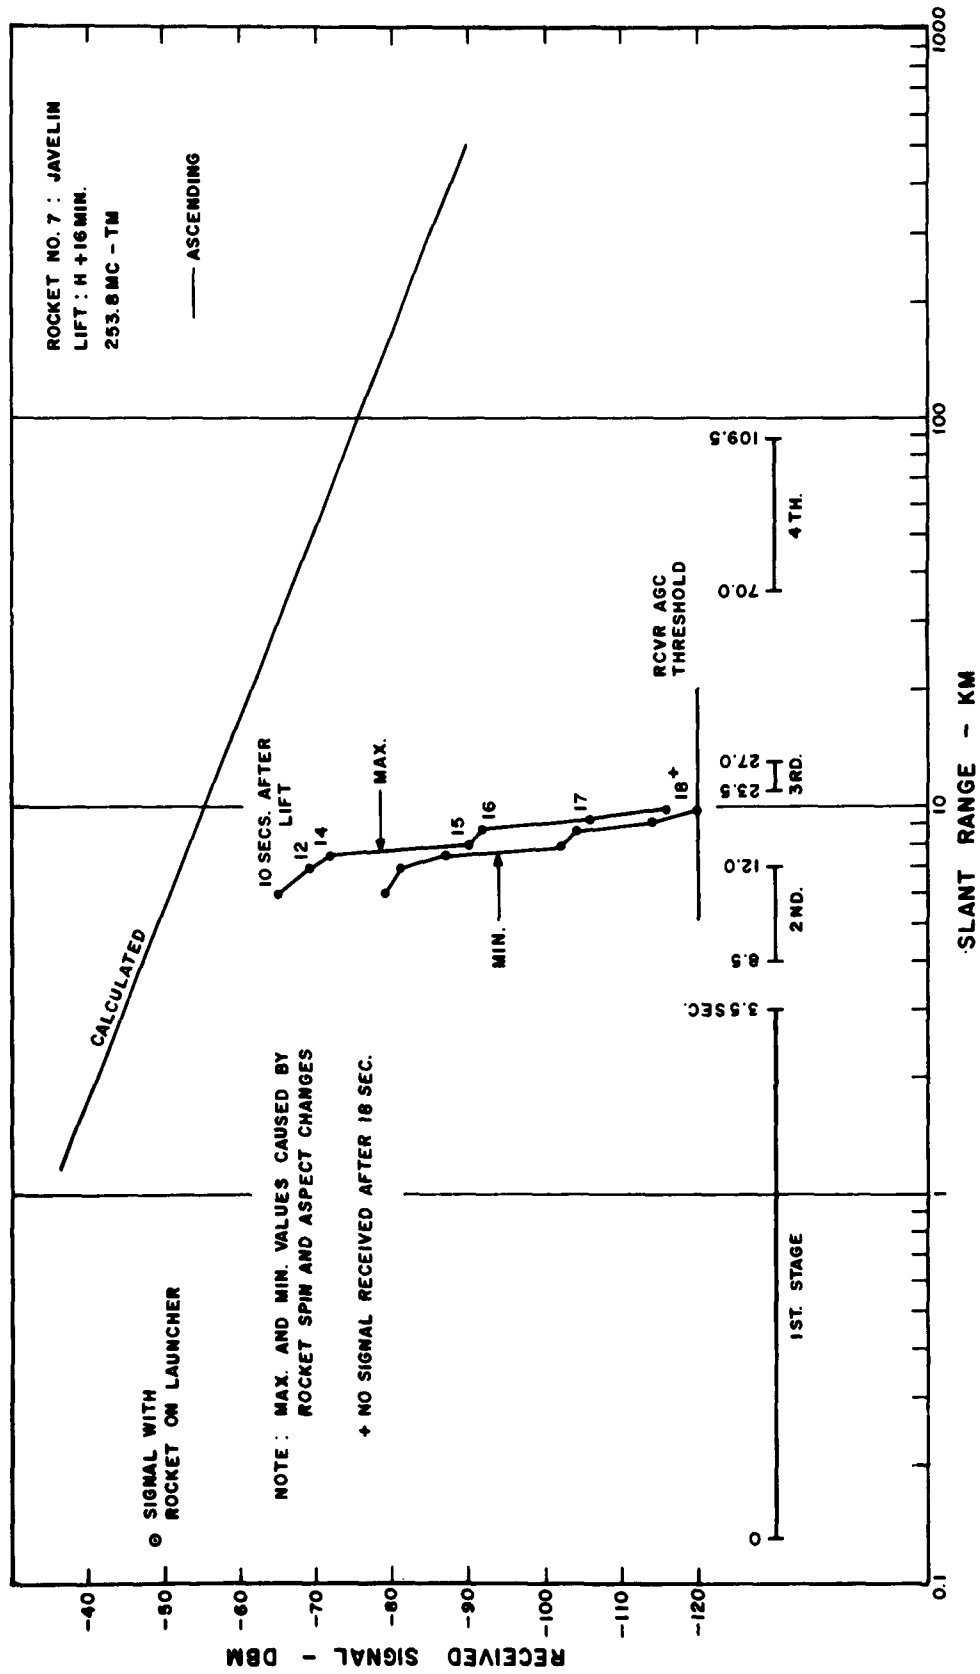 ROCKET NO. 7 : JAVELIN
LIFT : H +16 MIN.
253.8 MC - TM
ASCENDING
SIGNAL WITH
ROCKET ON LAUNCHER
CALCULATED
NOTE : MAX. AND MIN. VALUES CAUSED BY
ROCKET SPIN AND ASPECT CHANGES
+ NO SIGNAL RECEIVED AFTER 18 SEC.
10 SECS. AFTER
LIFT
12
14
MAX.
15
16
MIN.
17
18+
RCVR AGC
THRESHOLD
0
3.5 SEC.
8.5
12.0
23.5
27.0
70.0
109.5
1ST. STAGE
2ND.
3RD.
4TH.
RECEIVED SIGNAL - DBM
-40
-50
-60
-70
-80
-90
-100
-110
-120
0.1
1
10
100
1000
SLANT RANGE - KM